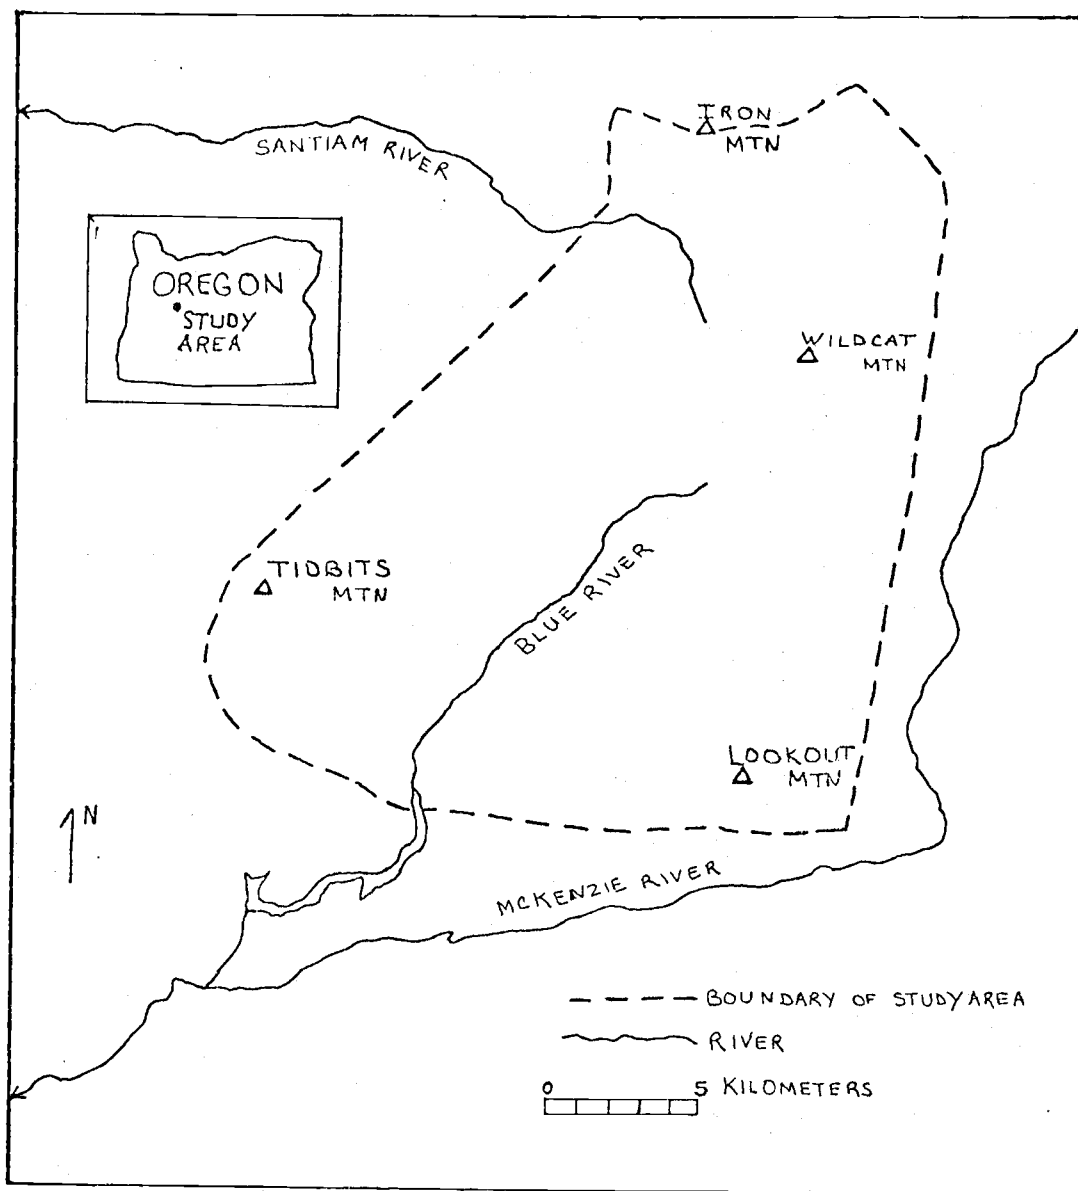 IRON
MTN
SANTIAM RIVER
OREGON
STUDY
AREA
WILDCAT
MTN
TIDBITS
MTN
BLUE RIVER
LOOKOUT
MTN
N
MCKENZIE RIVER
BOUNDARY OF STUDY AREA
RIVER
0 5 KILOMETERS